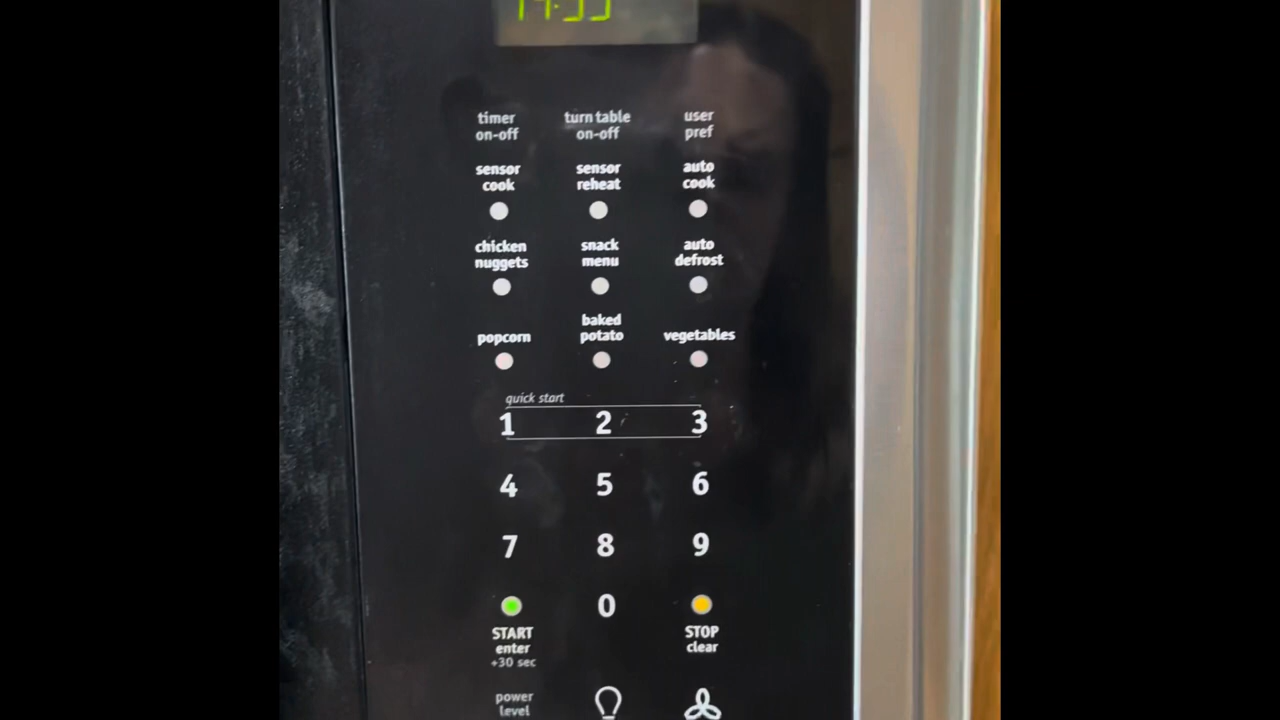 timer turn table user
on-off on-off pref
sensor sensor auto
cook reheat cook
chicken snack auto
nuggets menu defrost
baked
popcorn potato vegetables
quick start
1 2 3
4 5 6
7 8 9
0
START STOP
enter clear
+30 sec
power
level